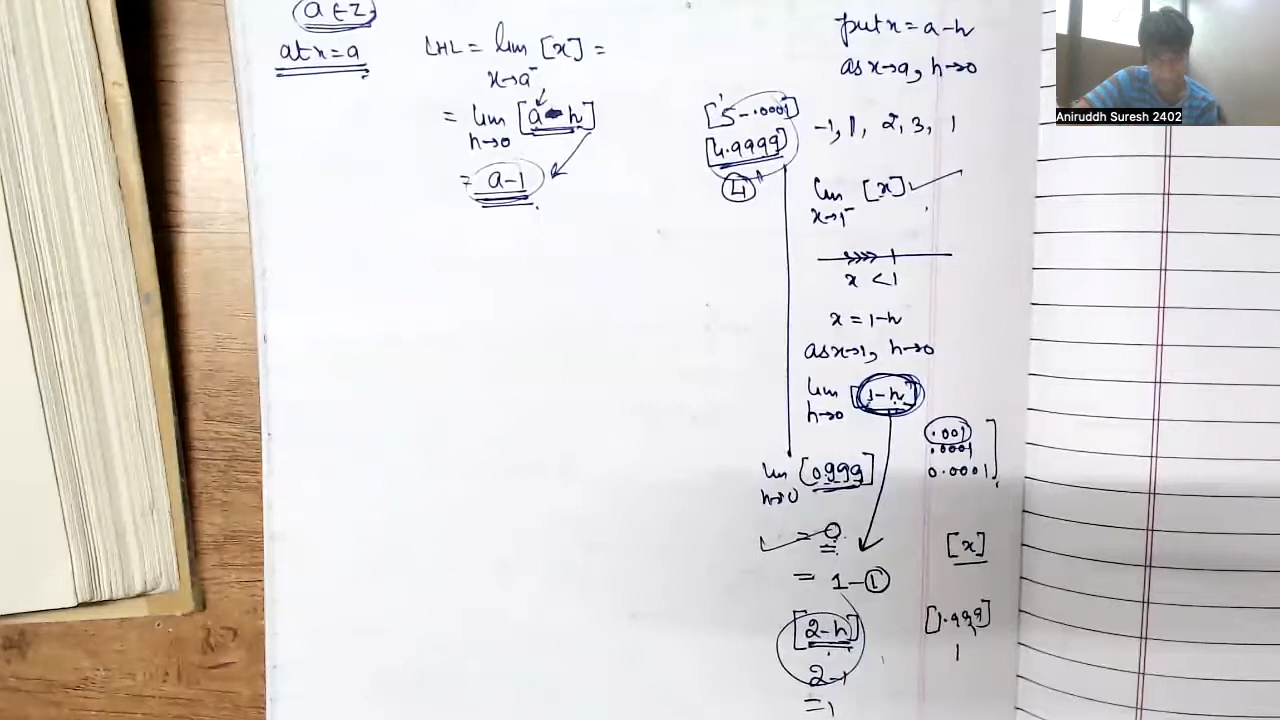 a ∈ Z
at x = a
LHL = lim [x] =
x→a⁻
= lim [a - h]
h→0
= a-1
[5-.0001]
[4.9999]
4
put x = a-h
as x→a, h→0
-1, 1, 2, 3, 1
lim [x]
x→1⁻
x < 1
x = 1-h
as x→1, h→0
lim [1-h]
h→0
.001
.0001
0.0001
lim [0.999]
h→0
= 0
= 1-1
[2-h]
2-1
= 1
[x]
[1.999]
1
Aniruddh Suresh 2402